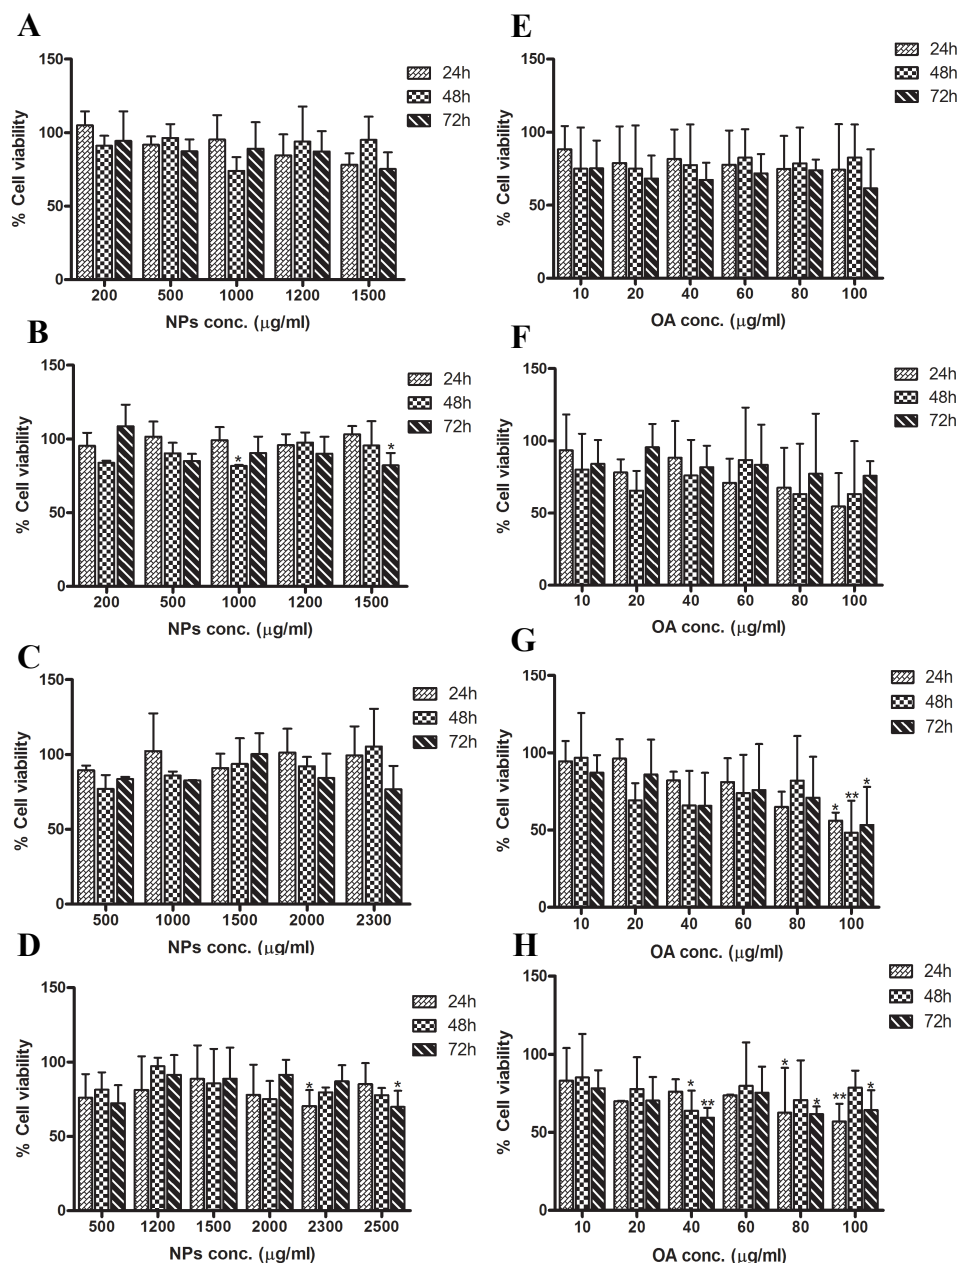 A
150
100
50
0
% Cell viability
200 500 1000 1200 1500
NPs conc. (μg/ml)
24h
48h
72h
E
150
100
50
0
% Cell viability
10 20 40 60 80 100
OA conc. (μg/ml)
24h
48h
72h
B
150
100
50
0
% Cell viability
*
*
200 500 1000 1200 1500
NPs conc. (μg/ml)
24h
48h
72h
F
150
100
50
0
% Cell viability
10 20 40 60 80 100
OA conc. (μg/ml)
24h
48h
72h
C
150
100
50
0
% Cell viability
500 1000 1500 2000 2300
NPs conc. (μg/ml)
24h
48h
72h
G
150
100
50
0
% Cell viability
* ** *
10 20 40 60 80 100
OA conc. (μg/ml)
24h
48h
72h
D
150
100
50
0
% Cell viability
* *
500 1200 1500 2000 2300 2500
NPs conc. (μg/ml)
24h
48h
72h
H
150
100
50
0
% Cell viability
* ** * * ** *
10 20 40 60 80 100
OA conc. (μg/ml)
24h
48h
72h